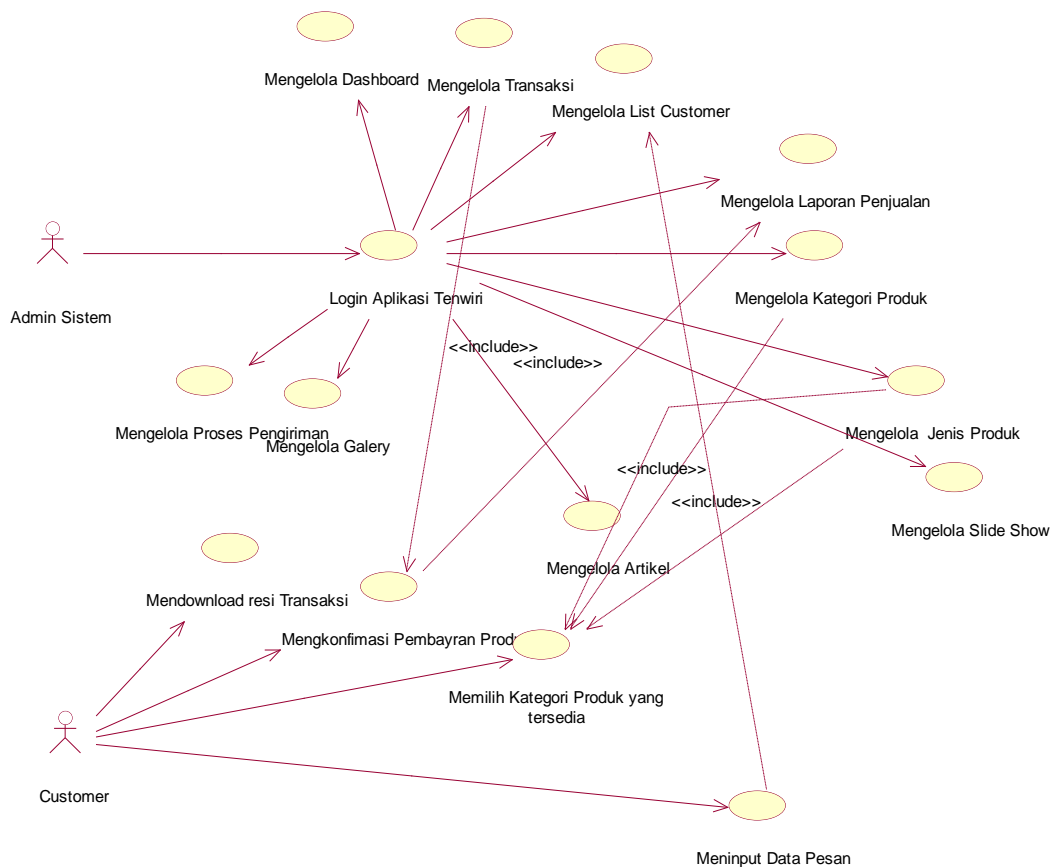 Mengelola Dashboard
Mengelola Transaksi
Mengelola List Customer
Mengelola Laporan Penjualan
Admin Sistem
Login Aplikasi Tenwiri
Mengelola Kategori Produk
<<include>>
<<include>>
Mengelola Proses Pengiriman
Mengelola Galery
Mengelola  Jenis Produk
<<include>>
<<include>>
Mengelola Slide Show
Mengelola Artikel
Mendownload resi Transaksi
Mengkonfimasi Pembayran Produ
Memilih Kategori Produk yang
tersedia
Customer
Meninput Data Pesan